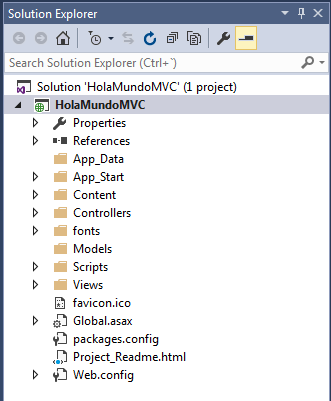 Solution Explorer
Search Solution Explorer (Ctrl+`)
Solution 'HolaMundoMVC' (1 project)
HolaMundoMVC
Properties
References
App_Data
App_Start
Content
Controllers
fonts
Models
Scripts
Views
favicon.ico
Global.asax
packages.config
Project_Readme.html
Web.config